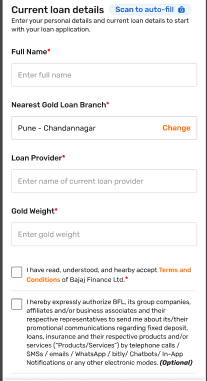 Current loan details Scan to auto-fill
Enter your personal details and current loan details to start
with your loan application.
Full Name*
Enter full name
Nearest Gold Loan Branch*
Pune - Chandannagar Change
Loan Provider*
Enter name of current loan provider
Gold Weight*
Enter gold weight
I have read, understood, and hearby accept Terms and
Conditions of Bajaj Finance Ltd.*
I hereby expressly authorize BFL, its group companies,
affiliates and/or business associates and their
respective representatives to send me about its/their
promotional communications regarding fixed deposit,
loans, insurance and their respective products and/or
services ("Products/Services") by telephone calls /
SMSs / emails / WhatsApp / bitly/ Chatbots/ In-App
Notifications or any other electronic modes. (Optional)